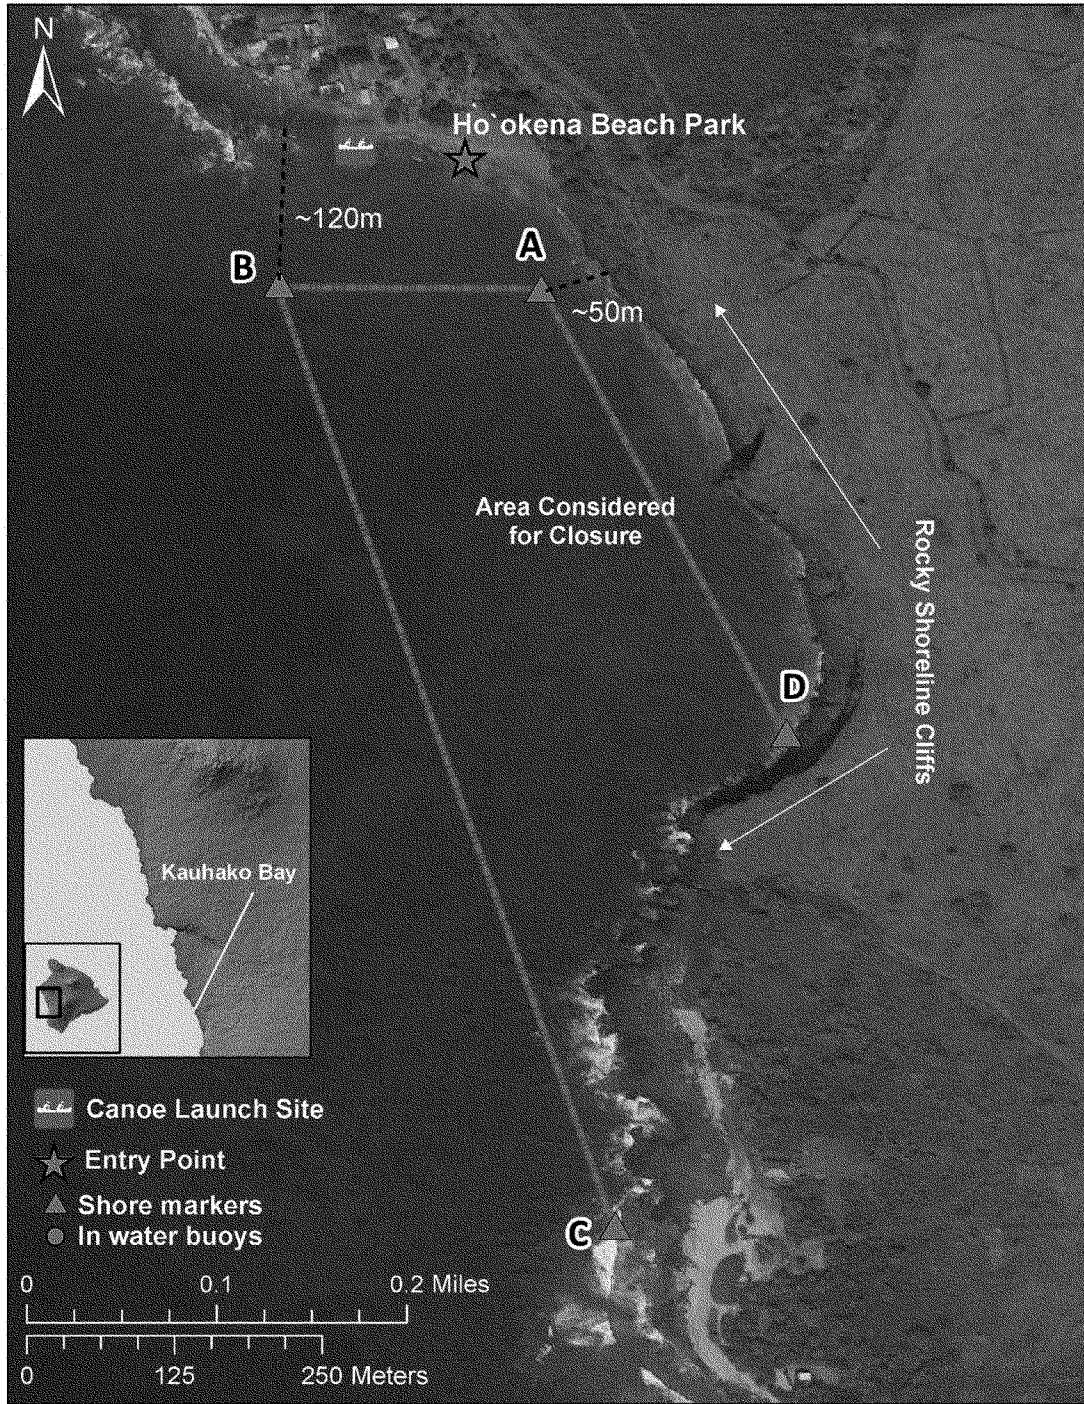 N
Ho`okena Beach Park
~120m
A
B
~50m
Area Considered
for Closure
Rocky Shoreline Cliffs
D
Kauhako Bay
C
Canoe Launch Site
Entry Point
Shore markers
In water buoys
0 0.1 0.2 Miles
0 125 250 Meters